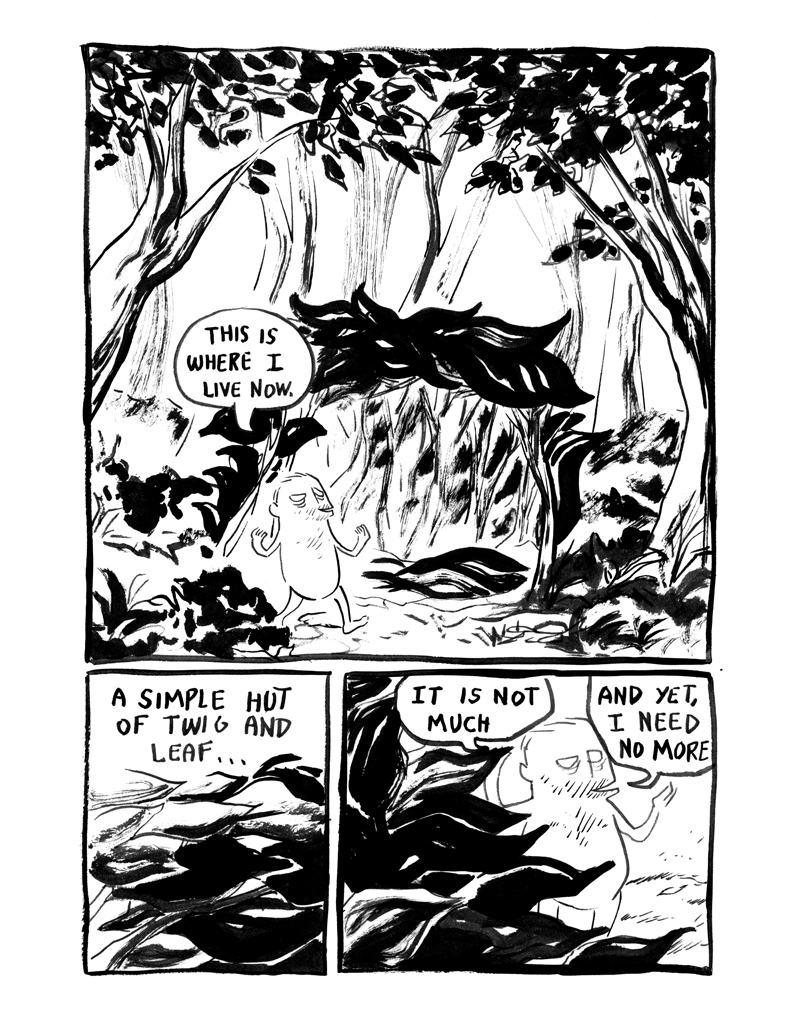 THIS IS
WHERE I
LIVE NOW.
A SIMPLE HUT
OF TWIG AND
LEAF...
IT IS NOT
MUCH
AND YET,
I NEED
NO MORE